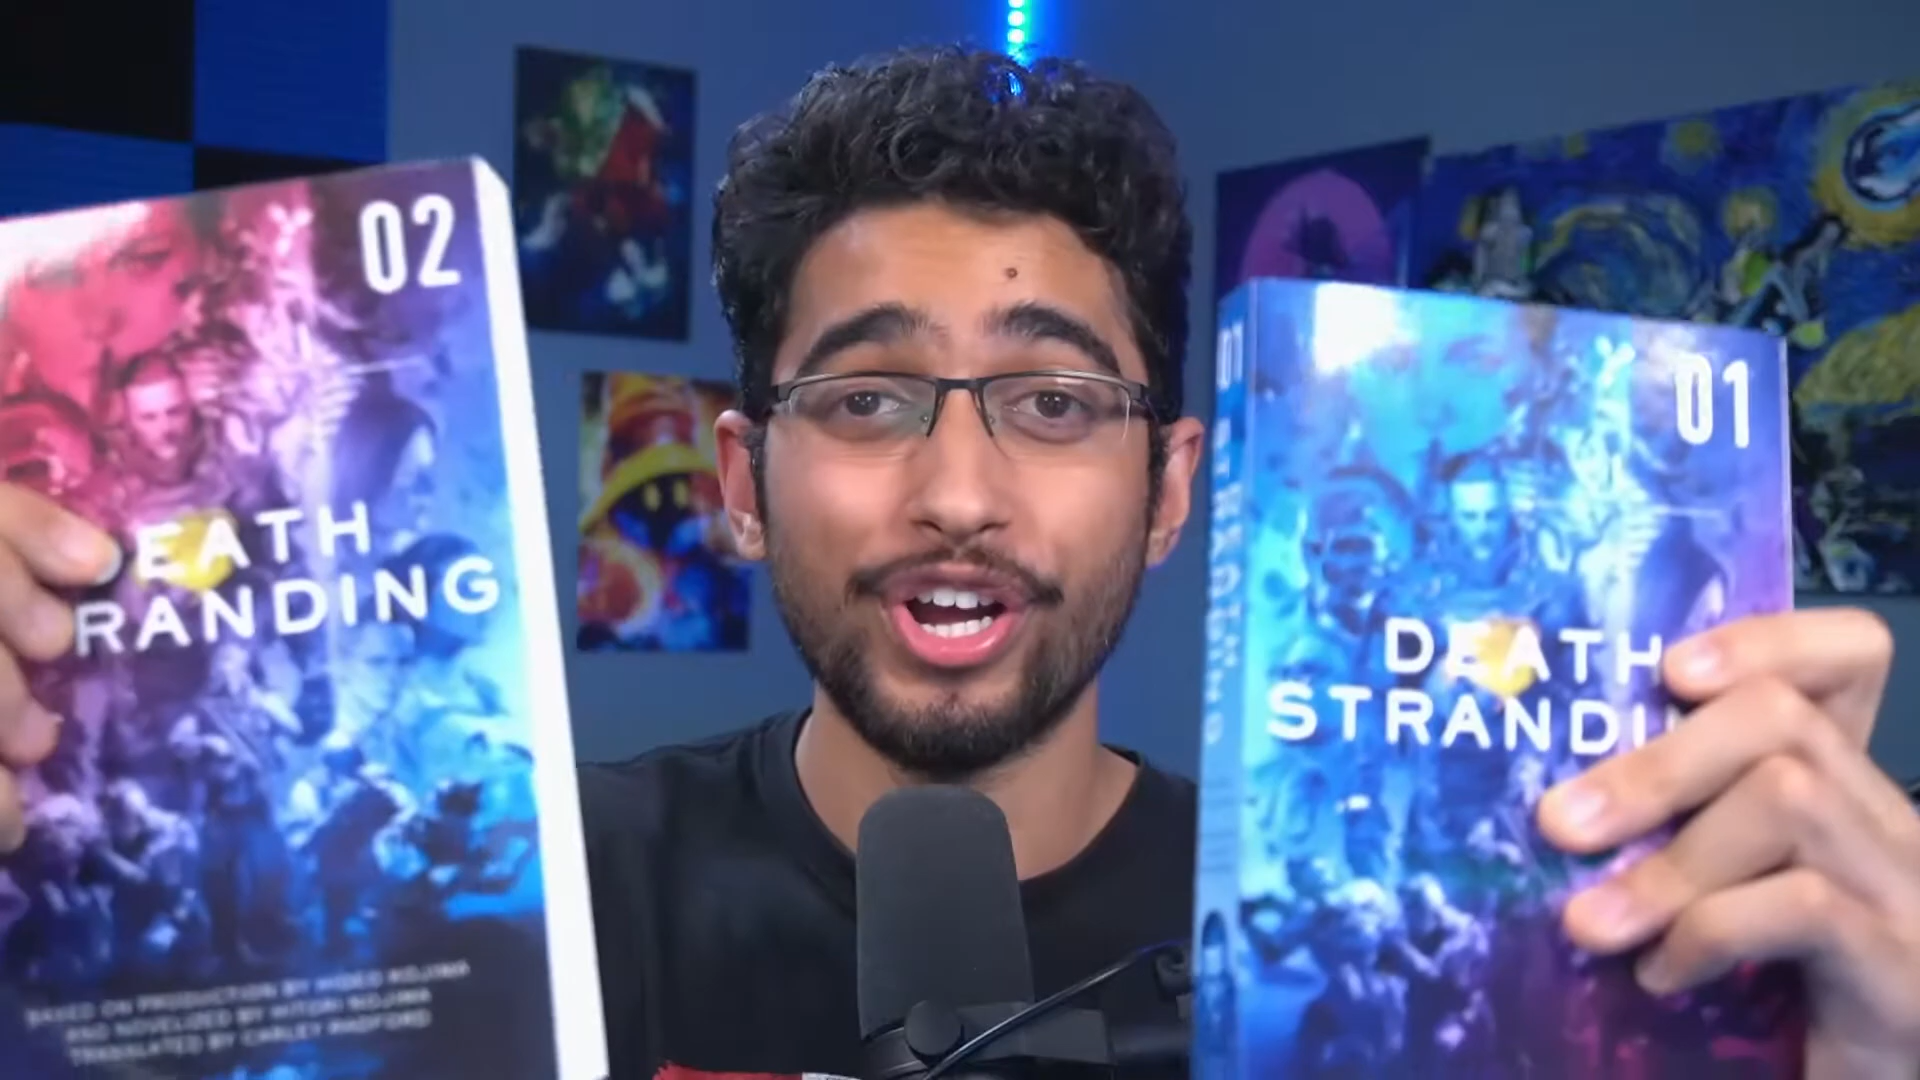 02
EATH
RANDING
BASED ON PRODUCTION BY HIDEO KOJIMA
AND NOVELIZED BY HITORI NOJIMA
TRANSLATED BY CARLEY RADFORD
01
DEATH
STRANDI
01